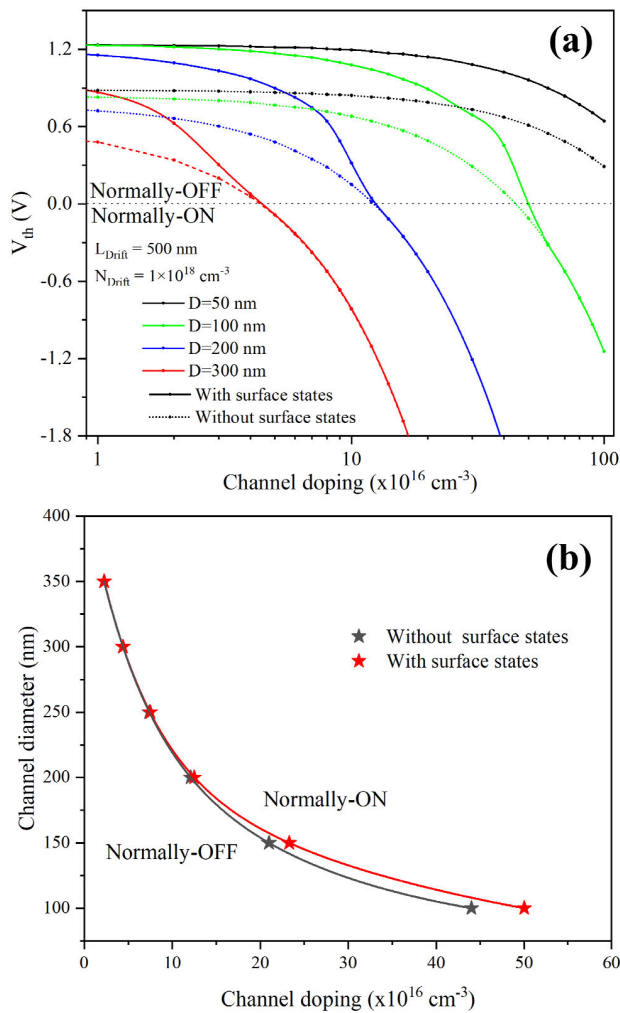 (a)
1.2
0.6
0.0
-0.6
-1.2
-1.8
V_th (V)
Normally-OFF
Normally-ON
L_Drift = 500 nm
N_Drift = 1×10^18 cm^-3
D=50 nm
D=100 nm
D=200 nm
D=300 nm
With surface states
Without surface states
1 10 100
Channel doping (x10^16 cm^-3)
(b)
400
350
300
250
200
150
100
Channel diameter (nm)
Without surface states
With surface states
Normally-ON
Normally-OFF
0 10 20 30 40 50 60
Channel doping (x10^16 cm^-3)